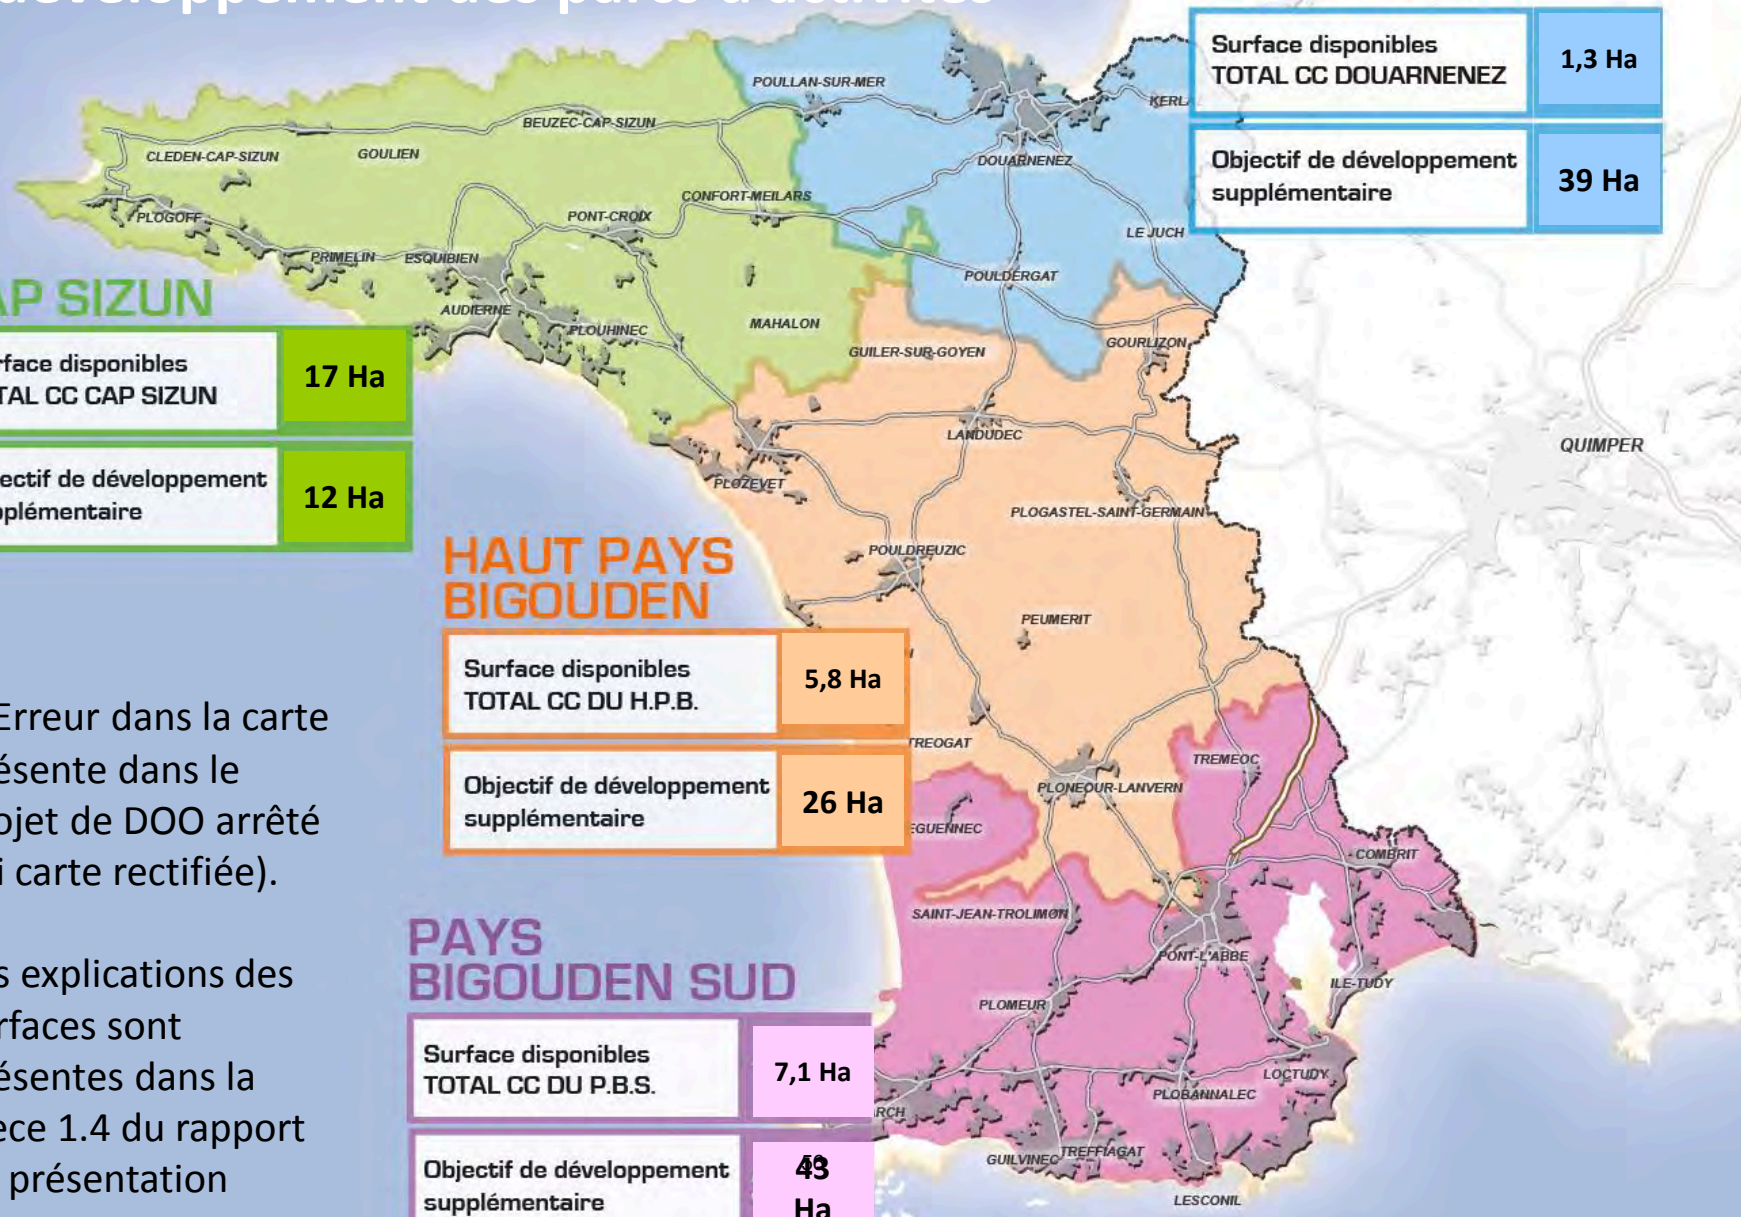 développement des parcs d'activités
Surface disponibles
TOTAL CC DOUARNENEZ
1,3 Ha
Objectif de développement
supplémentaire
39 Ha
POULLAN-SUR-MER
KERLA
BEUZEC-CAP-SIZUN
CLEDEN-CAP-SIZUN
GOULIEN
DOUARNENEZ
CONFORT-MEILARS
PLOGOFF
PONT-CROIX
LE JUCH
PRIMELIN
ESQUIBIEN
POULDERGAT
AP SIZUN
AUDIERNE
PLOUHINEC
MAHALON
GUILER-SUR-GOYEN
GOURLIZON
rface disponibles
TAL CC CAP SIZUN
17 Ha
ectif de développement
pplémentaire
12 Ha
LANDUDEC
QUIMPER
PLOZEVET
PLOGASTEL-SAINT-GERMAIN
HAUT PAYS
BIGOUDEN
POULDREUZIC
PEUMERIT
Surface disponibles
TOTAL CC DU H.P.B.
5,8 Ha
Objectif de développement
supplémentaire
26 Ha
TREOGAT
TREMEOC
PLONEOUR-LANVERN
EGUENNEC
COMBRIT
Erreur dans la carte
ésente dans le
ojet de DOO arrêté
i carte rectifiée).
s explications des
rfaces sont
ésentes dans la
èce 1.4 du rapport
présentation
SAINT-JEAN-TROLIMON
PONT-L'ABBE
ILE-TUDY
PLOMEUR
PAYS
BIGOUDEN SUD
Surface disponibles
TOTAL CC DU P.B.S.
7,1 Ha
Objectif de développement
supplémentaire
43
Ha
LOCTUDY
PLOBANNALEC
RCH
GUILVINEC
TREFFIAGAT
LESCONIL